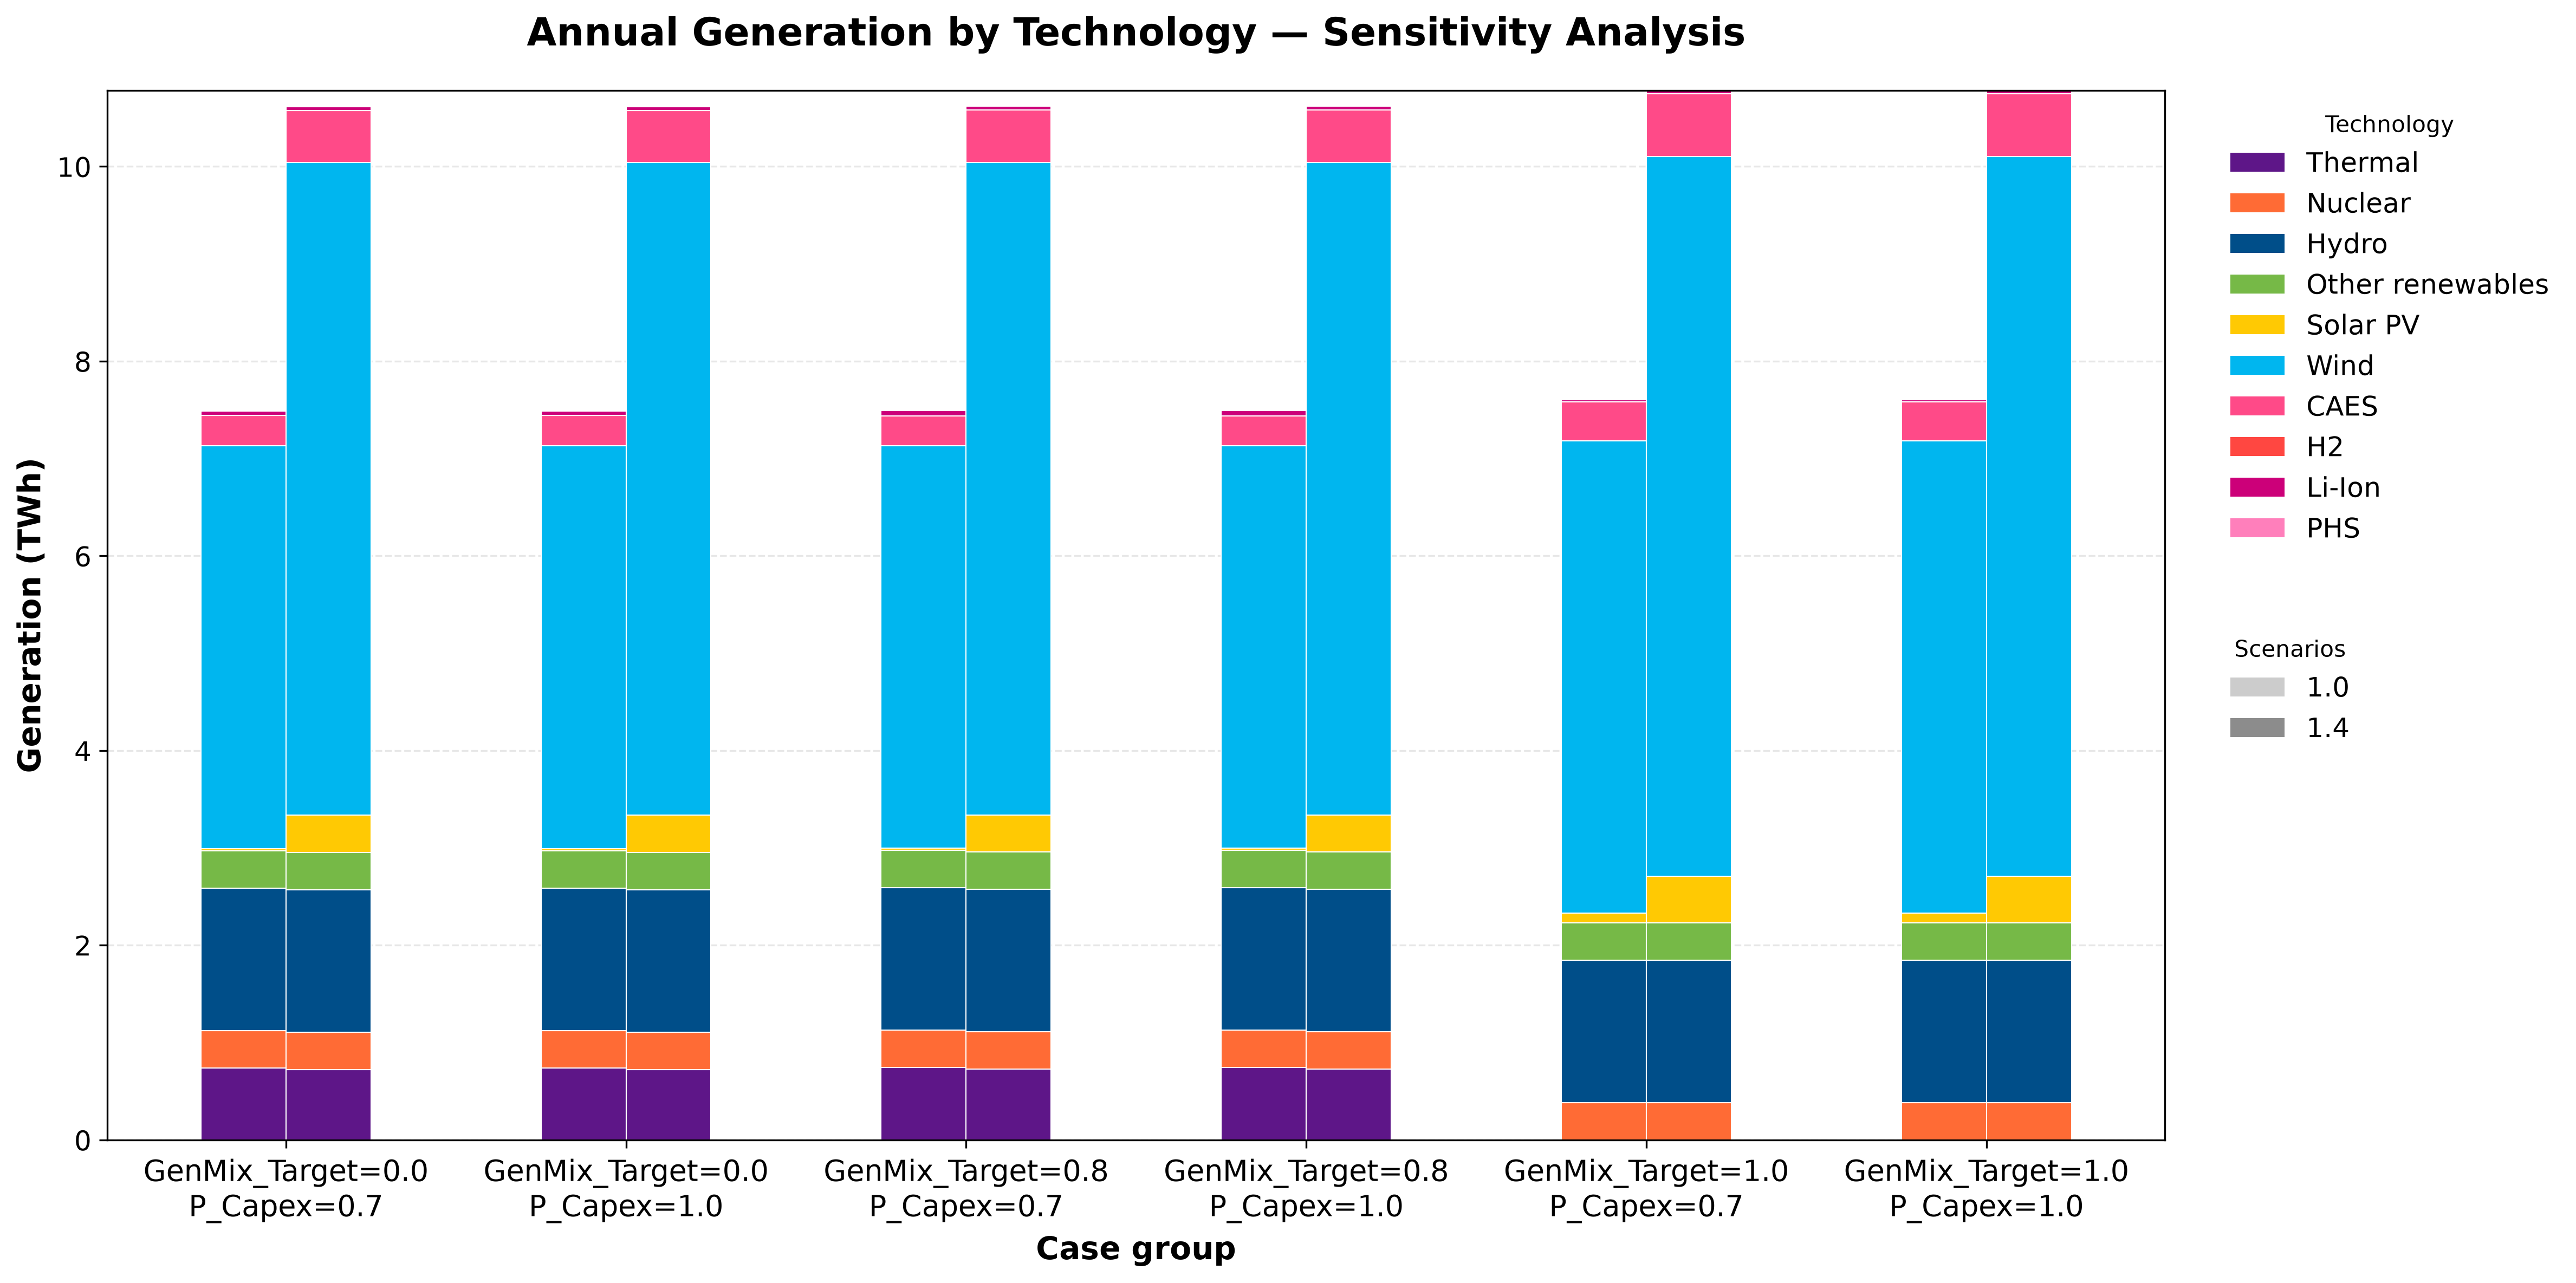 Annual Generation by Technology — Sensitivity Analysis
Generation (TWh)
10
8
6
4
2
0
GenMix_Target=0.0
P_Capex=0.7
GenMix_Target=0.0
P_Capex=1.0
GenMix_Target=0.8
P_Capex=0.7
GenMix_Target=0.8
P_Capex=1.0
GenMix_Target=1.0
P_Capex=0.7
GenMix_Target=1.0
P_Capex=1.0
Case group
Technology
Thermal
Nuclear
Hydro
Other renewables
Solar PV
Wind
CAES
H2
Li-Ion
PHS
Scenarios
1.0
1.4